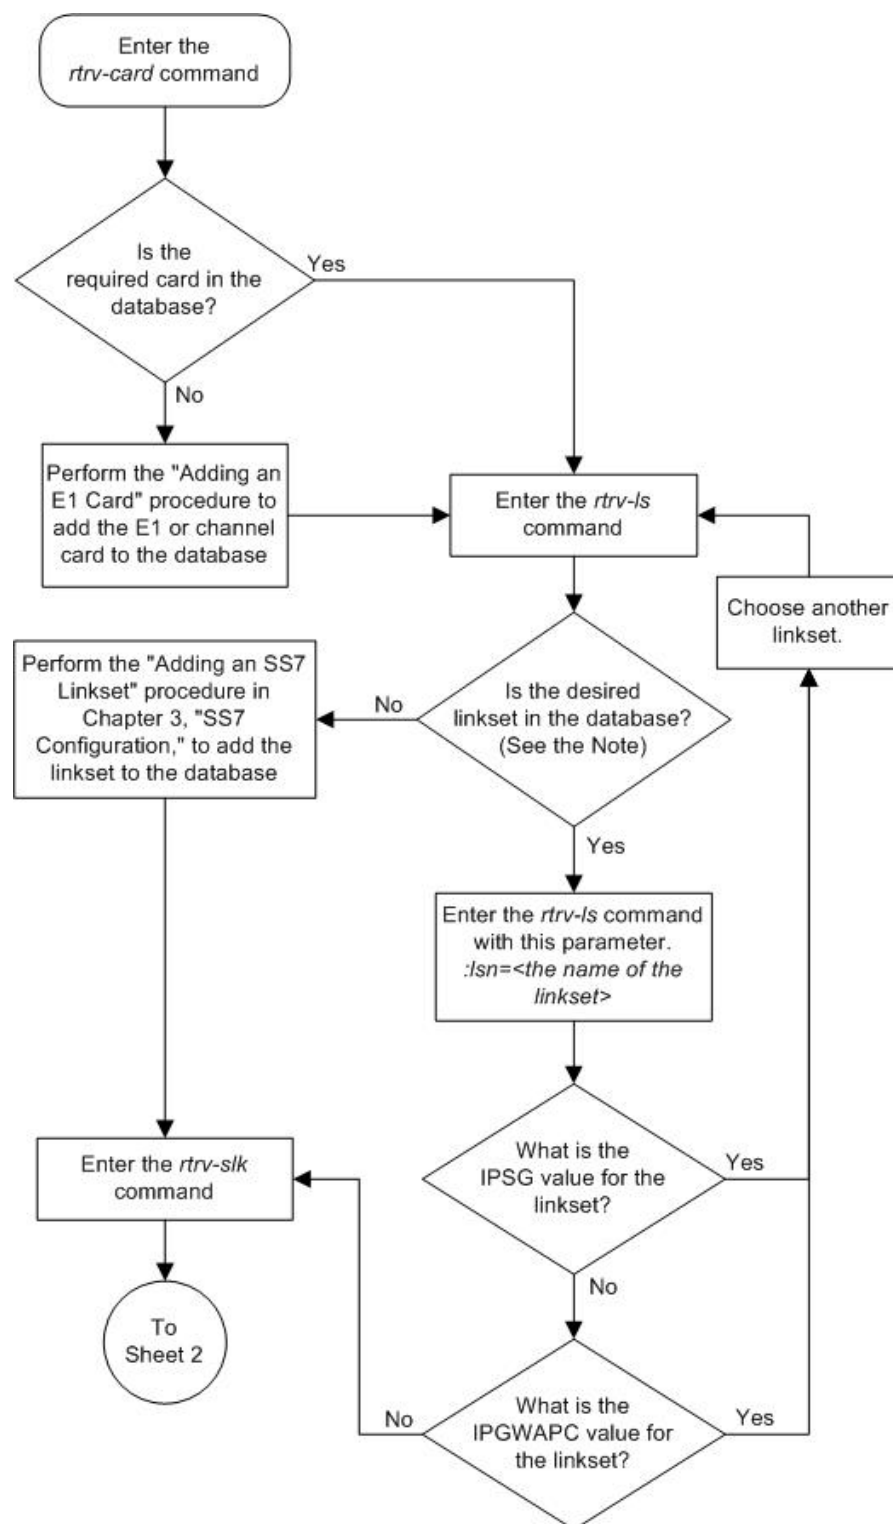 Enter the
rtrv-card command
Is the
required card in the
database?
Yes
No
Perform the "Adding an
E1 Card" procedure to
add the E1 or channel
card to the database
Enter the rtrv-ls
command
Choose another
linkset.
Perform the "Adding an SS7
Linkset" procedure in
Chapter 3, "SS7
Configuration," to add the
linkset to the database
No
Is the desired
linkset in the database?
(See the Note)
Yes
Enter the rtrv-ls command
with this parameter.
:lsn=<the name of the
linkset>
Enter the rtrv-slk
command
What is the
IPSG value for the
linkset?
Yes
No
To
Sheet 2
No
What is the
IPGWAPC value for
the linkset?
Yes